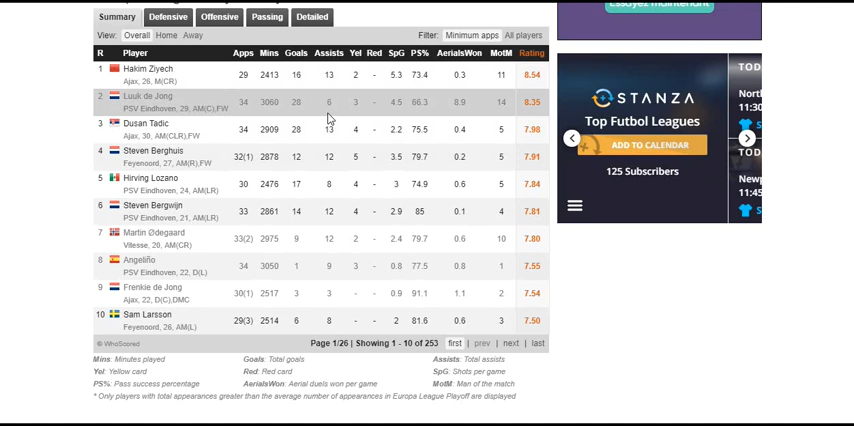 Essayez maintenant
Summary Defensive Offensive Passing Detailed
View: Overall Home Away Filter: Minimum apps All players
R Player Apps Mins Goals Assists Yel Red SpG PS% AerialsWon MotM Rating
1 Hakim Ziyech 29 2413 16 13 2 - 5.3 73.4 0.3 11 8.54
Ajax, 26, M(CR)
2 Luuk de Jong 34 3060 28 6 3 - 4.5 66.3 8.9 14 8.35
PSV Eindhoven, 29, AM(C),FW
3 Dusan Tadic 34 2909 28 13 4 - 2.2 75.5 0.4 5 7.98
Ajax, 30, AM(CLR),FW
4 Steven Berghuis 32(1) 2878 12 12 5 - 3.5 79.7 0.2 5 7.91
Feyenoord, 27, AM(R),FW
5 Hirving Lozano 30 2476 17 8 4 - 3 74.9 0.6 5 7.84
PSV Eindhoven, 24, AM(LR)
6 Steven Bergwijn 33 2861 14 12 4 - 2.9 85 0.1 4 7.81
PSV Eindhoven, 21, AM(LR)
7 Martin Ødegaard 33(2) 2975 9 12 2 - 2.4 79.7 0.6 10 7.80
Vitesse, 20, AM(CR)
8 Angeliño 34 3050 1 9 3 - 0.8 77.5 0.8 1 7.55
PSV Eindhoven, 22, D(L)
9 Frenkie de Jong 30(1) 2517 3 3 - - 0.9 91.1 1.1 2 7.54
Ajax, 22, D(C),DMC
10 Sam Larsson 29(3) 2514 6 8 - - 2 81.6 0.6 3 7.50
Feyenoord, 26, AM(L)
© WhoScored Page 1/26 | Showing 1 - 10 of 253 first | prev | next | last
Mins: Minutes played Goals: Total goals Assists: Total assists
Yel: Yellow card Red: Red card SpG: Shots per game
PS%: Pass success percentage AerialsWon: Aerial duels won per game MotM: Man of the match
* Only players with total appearances greater than the average number of appearances in Europa League Playoff are displayed
STANZA
Top Football Leagues
ADD TO CALENDAR
125 Subscribers
TOD
Nort
11:30
S
TOD
Newp
11:45
S